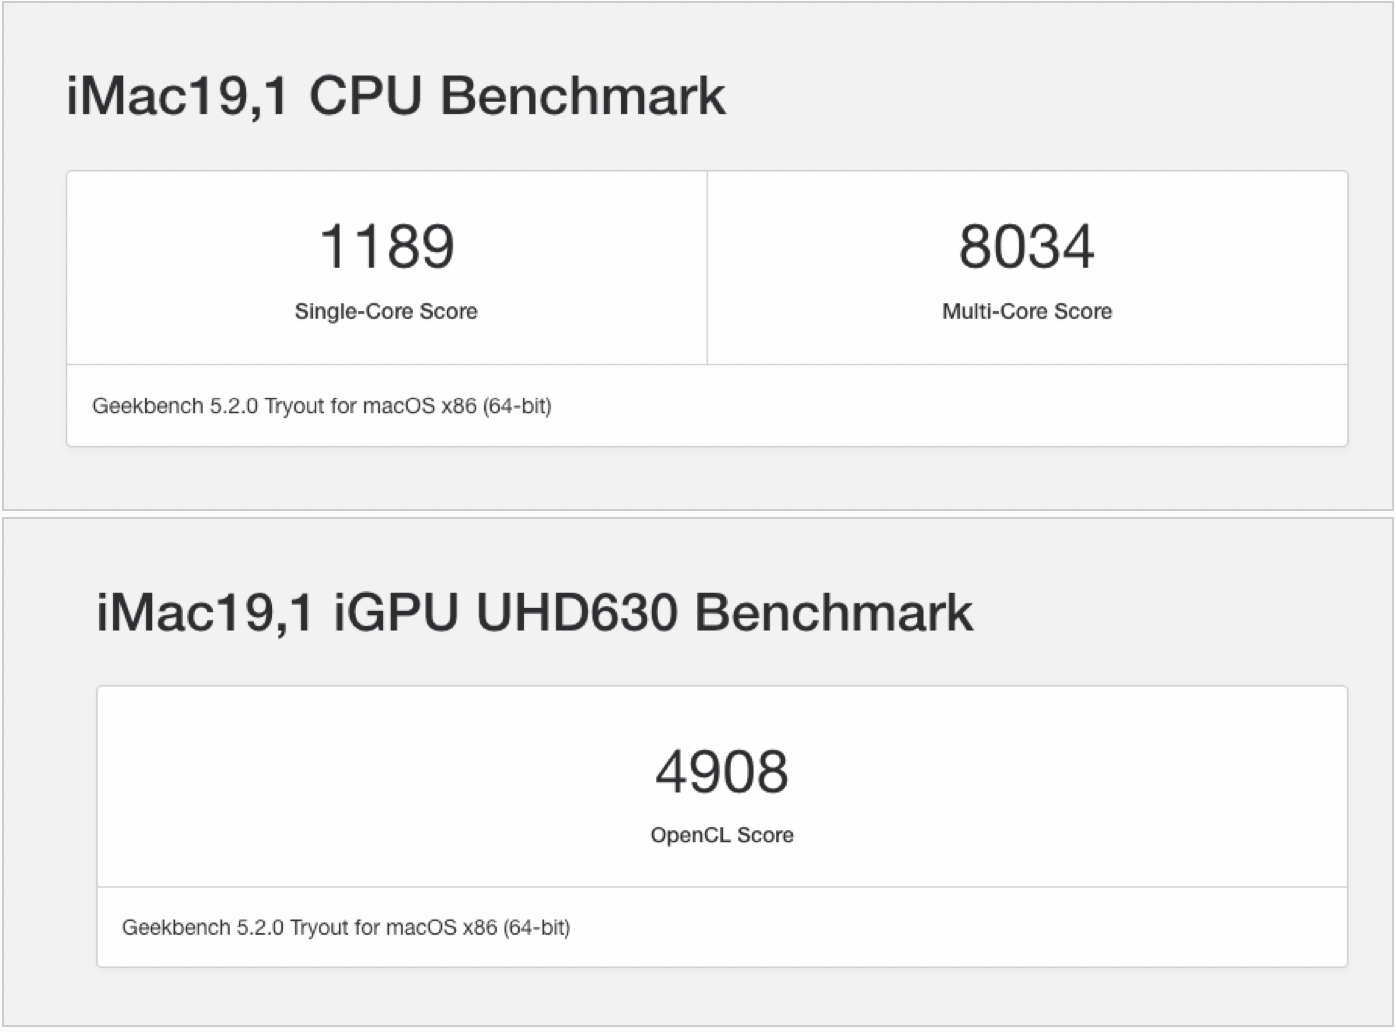 iMac19,1 CPU Benchmark
1189
Single-Core Score
8034
Multi-Core Score
Geekbench 5.2.0 Tryout for macOS x86 (64-bit)
iMac19,1 iGPU UHD630 Benchmark
4908
OpenCL Score
Geekbench 5.2.0 Tryout for macOS x86 (64-bit)